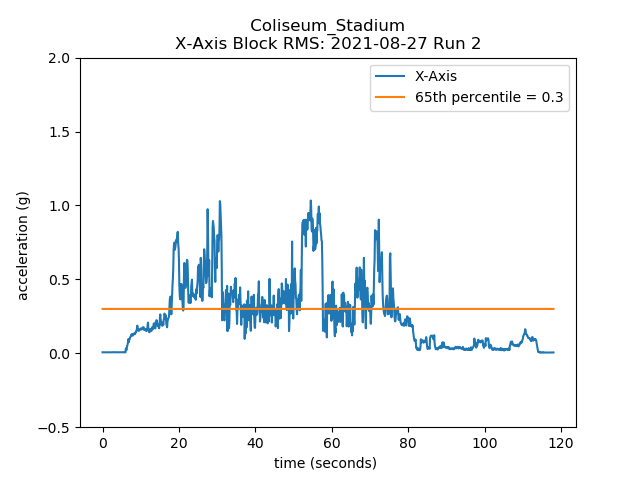 Coliseum_Stadium
X-Axis Block RMS: 2021-08-27 Run 2
X-Axis
65th percentile = 0.3
2.0
1.5
1.0
0.5
0.0
−0.5
acceleration (g)
0 20 40 60 80 100 120
time (seconds)